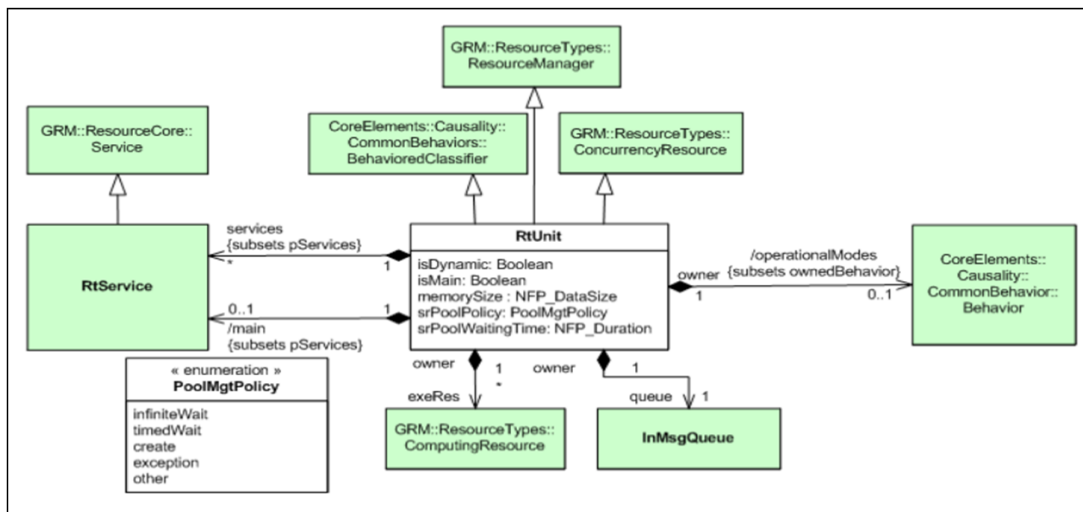 GRM::ResourceTypes::
ResourceManager
GRM::ResourceCore::
Service
CoreElements::Causality::
CommonBehaviors::
BehavioredClassifier
GRM::ResourceTypes::
ConcurrencyResource
RtService
services
{subsets pServices}
*
1
0..1
1
/main
{subsets pServices}
RtUnit
isDynamic: Boolean
isMain: Boolean
memorySize : NFP_DataSize
srPoolPolicy: PoolMgtPolicy
srPoolWaitingTime: NFP_Duration
/operationalModes
{subsets ownedBehavior}
owner
1
0..1
CoreElements::
Causality::
CommonBehavior::
Behavior
« enumeration »
PoolMgtPolicy
infiniteWait
timedWait
create
exception
other
owner
1
*
exeRes
GRM::ResourceTypes::
ComputingResource
owner
1
queue
1
InMsgQueue